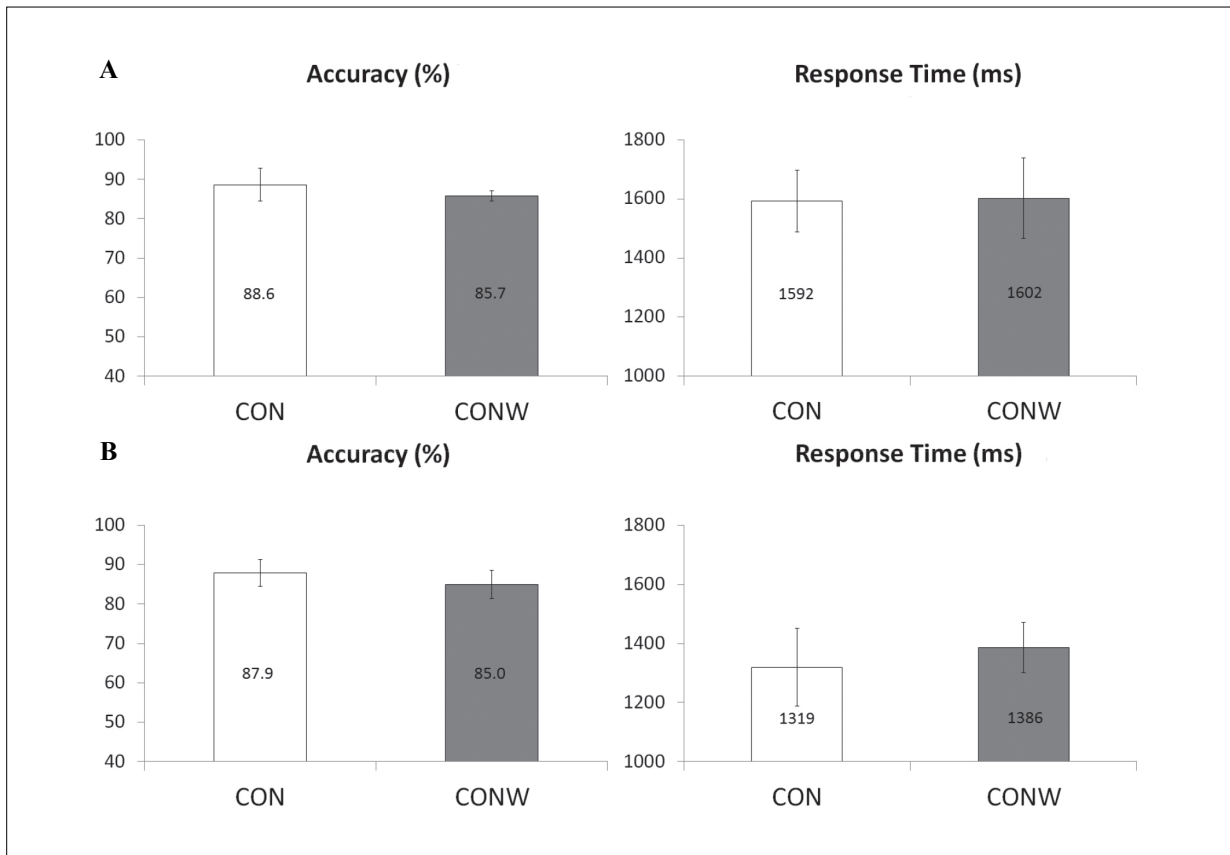 A
Accuracy (%)
Response Time (ms)
100
90
80
70
60
50
40
88.6
85.7
CON
CONW
1800
1600
1400
1200
1000
1592
1602
CON
CONW
B
Accuracy (%)
Response Time (ms)
100
90
80
70
60
50
40
87.9
85.0
CON
CONW
1800
1600
1400
1200
1000
1319
1386
CON
CONW